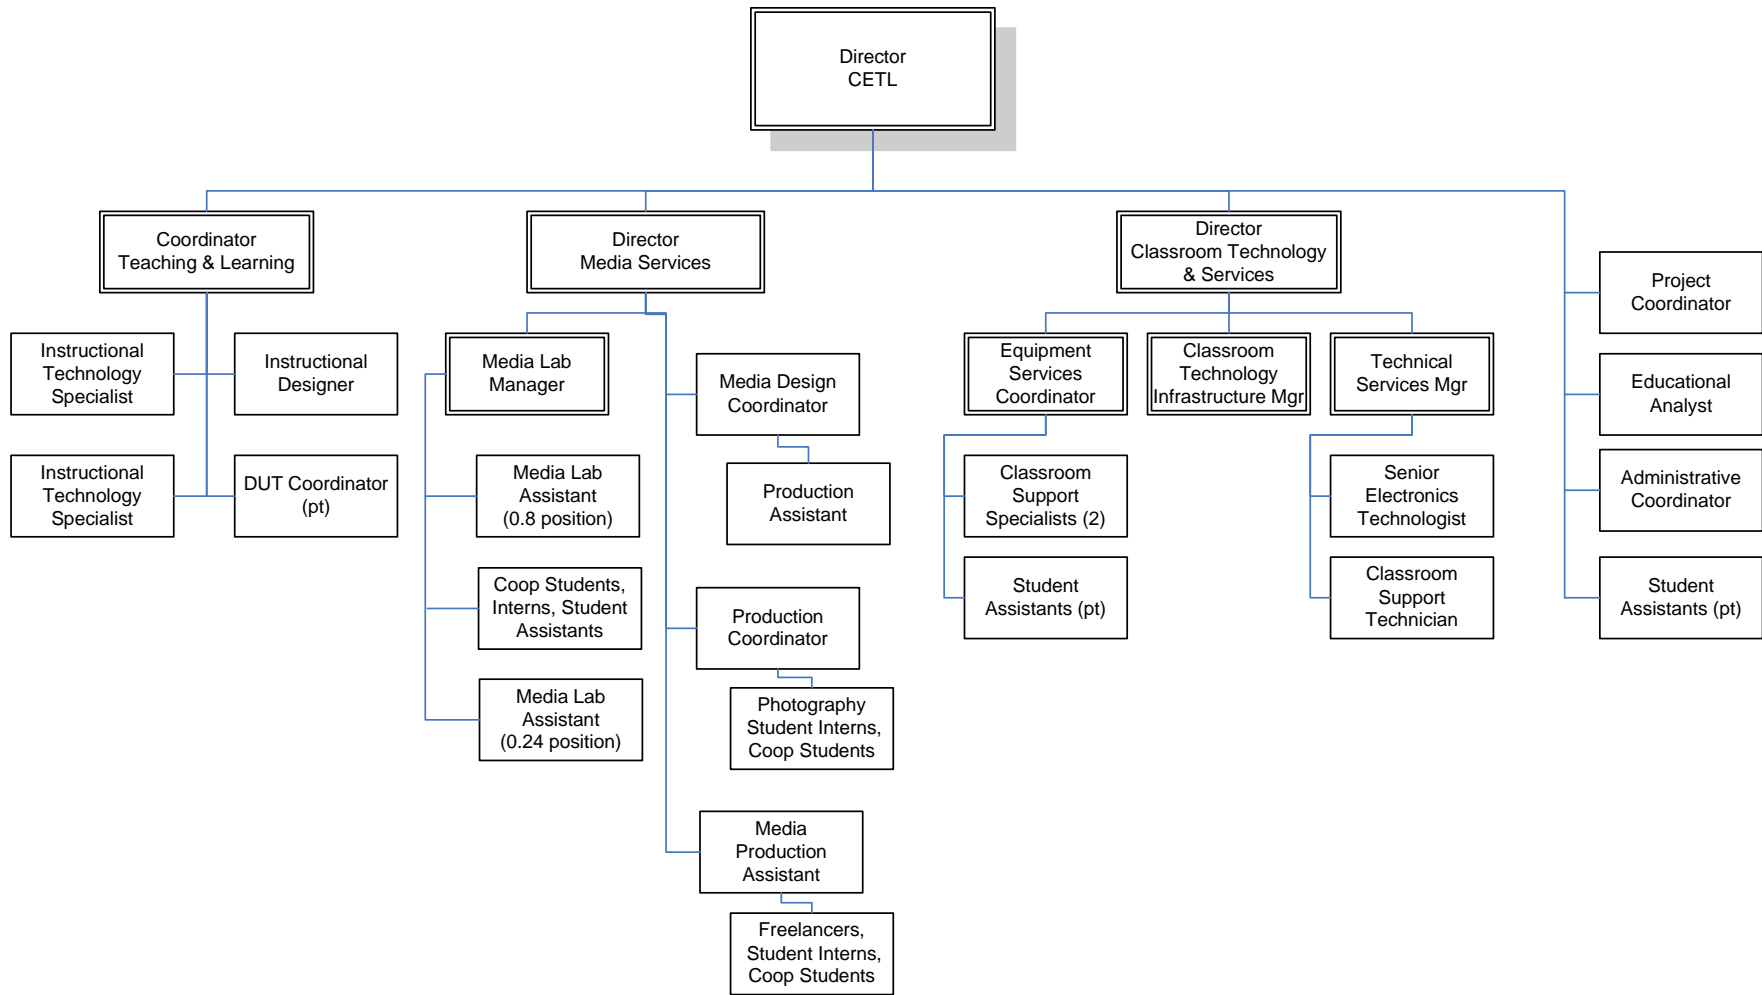 Director
CETL
Coordinator
Teaching & Learning
Director
Media Services
Director
Classroom Technology
& Services
Project
Coordinator
Educational
Analyst
Administrative
Coordinator
Student
Assistants (pt)
Instructional
Technology
Specialist
Instructional
Designer
Instructional
Technology
Specialist
DUT Coordinator
(pt)
Media Lab
Manager
Media Lab
Assistant
(0.8 position)
Coop Students,
Interns, Student
Assistants
Media Lab
Assistant
(0.24 position)
Media Design
Coordinator
Production
Assistant
Production
Coordinator
Photography
Student Interns,
Coop Students
Media
Production
Assistant
Freelancers,
Student Interns,
Coop Students
Equipment
Services
Coordinator
Classroom
Support
Specialists (2)
Student
Assistants (pt)
Classroom
Technology
Infrastructure Mgr
Technical
Services Mgr
Senior
Electronics
Technologist
Classroom
Support
Technician